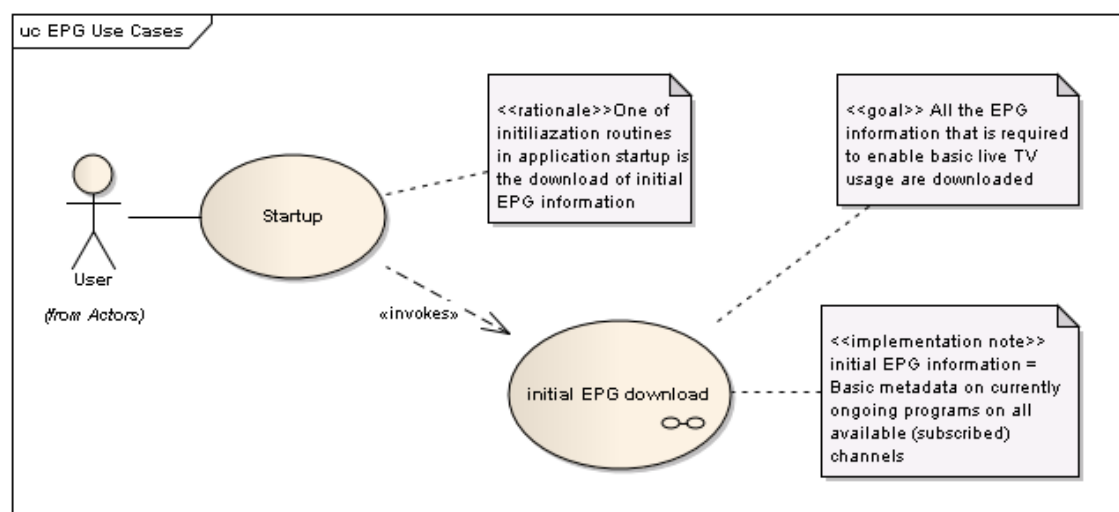 uc EPG Use Cases
<<rationale>>One of
initiliazation routines
in application startup is
the download of initial
EPG information
<<goal>> All the EPG
information that is required
to enable basic live TV
usage are downloaded
Startup
User
(from Actors)
«invokes»
initial EPG download
<<implementation note>>
initial EPG information =
Basic metadata on currently
ongoing programs on all
available (subscribed)
channels